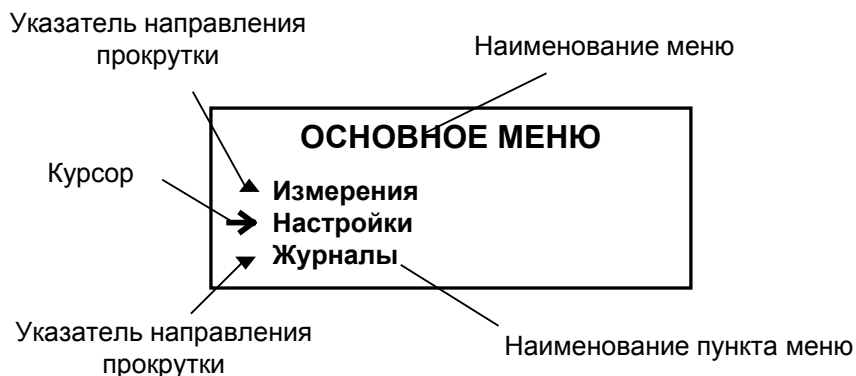 Указатель направления
прокрутки
Наименование меню
ОСНОВНОЕ МЕНЮ
Курсор
Измерения
Настройки
Журналы
Указатель направления
прокрутки
Наименование пункта меню